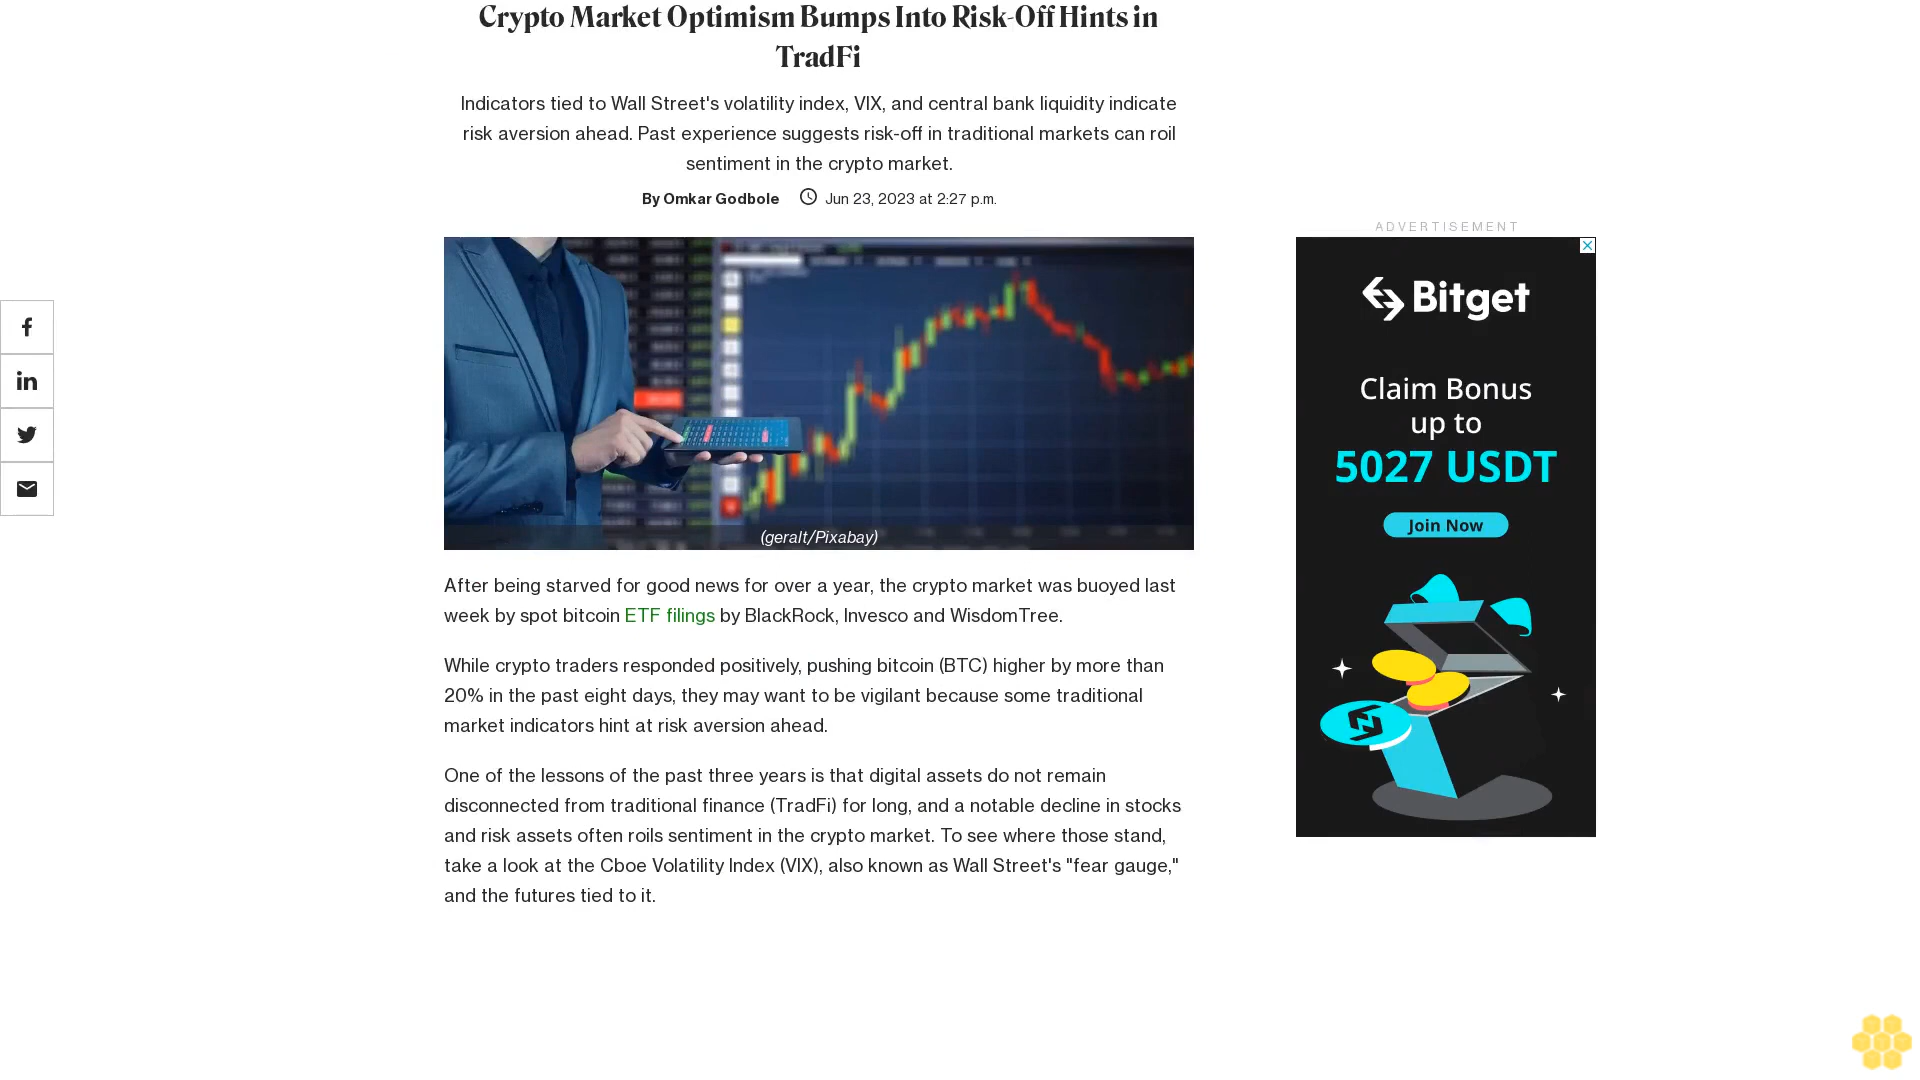 Crypto Market Optimism Bumps Into Risk-Off Hints in
TradFi
Indicators tied to Wall Street's volatility index, VIX, and central bank liquidity indicate
risk aversion ahead. Past experience suggests risk-off in traditional markets can roil
sentiment in the crypto market.
By Omkar Godbole Jun 23, 2023 at 2:27 p.m.
(geralt/Pixabay)
After being starved for good news for over a year, the crypto market was buoyed last
week by spot bitcoin ETF filings by BlackRock, Invesco and WisdomTree.
While crypto traders responded positively, pushing bitcoin (BTC) higher by more than
20% in the past eight days, they may want to be vigilant because some traditional
market indicators hint at risk aversion ahead.
One of the lessons of the past three years is that digital assets do not remain
disconnected from traditional finance (TradFi) for long, and a notable decline in stocks
and risk assets often roils sentiment in the crypto market. To see where those stand,
take a look at the Cboe Volatility Index (VIX), also known as Wall Street's "fear gauge,"
and the futures tied to it.
ADVERTISEMENT
Bitget
Claim Bonus
up to
5027 USDT
Join Now